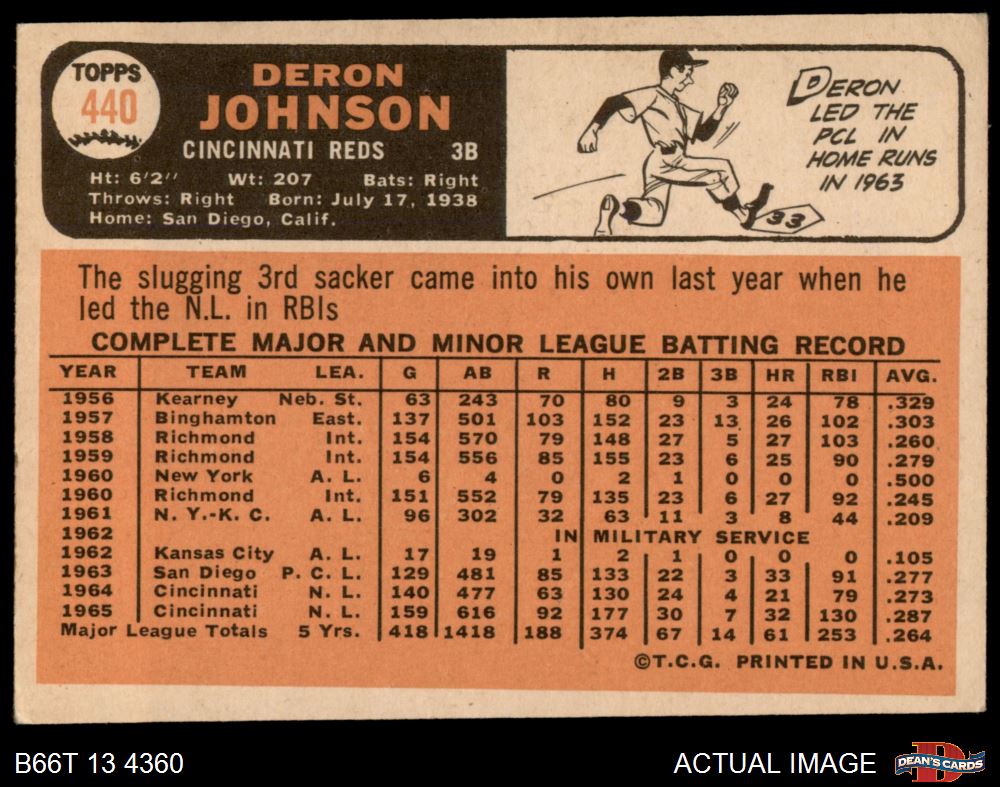 TOPPS
440
DERON
JOHNSON
CINCINNATI REDS 3B
Ht: 6'2" Wt: 207 Bats: Right
Throws: Right Born: July 17, 1938
Home: San Diego, Calif.
DERON
LED THE
PCL IN
HOME RUNS
IN 1963
33
The slugging 3rd sacker came into his own last year when he
led the N.L. in RBIs
COMPLETE MAJOR AND MINOR LEAGUE BATTING RECORD
YEAR TEAM LEA. G AB R H 2B 3B HR RBI AVG.
1956 Kearney Neb. St. 63 243 70 80 9 3 24 78 .329
1957 Binghamton East. 137 501 103 152 23 13 26 102 .303
1958 Richmond Int. 154 570 79 148 27 5 27 103 .260
1959 Richmond Int. 154 556 85 155 23 6 25 90 .279
1960 New York A. L. 6 4 0 2 1 0 0 0 .500
1960 Richmond Int. 151 552 79 135 23 6 27 92 .245
1961 N. Y.-K. C. A. L. 96 302 32 63 11 3 8 44 .209
1962 IN MILITARY SERVICE
1962 Kansas City A. L. 17 19 1 2 1 0 0 0 .105
1963 San Diego P. C. L. 129 481 85 133 22 3 33 91 .277
1964 Cincinnati N. L. 140 477 63 130 24 4 21 79 .273
1965 Cincinnati N. L. 159 616 92 177 30 7 32 130 .287
Major League Totals 5 Yrs. 418 1418 188 374 67 14 61 253 .264
©T.C.G. PRINTED IN U.S.A.
B66T 13 4360
ACTUAL IMAGE
DEAN'S CARDS